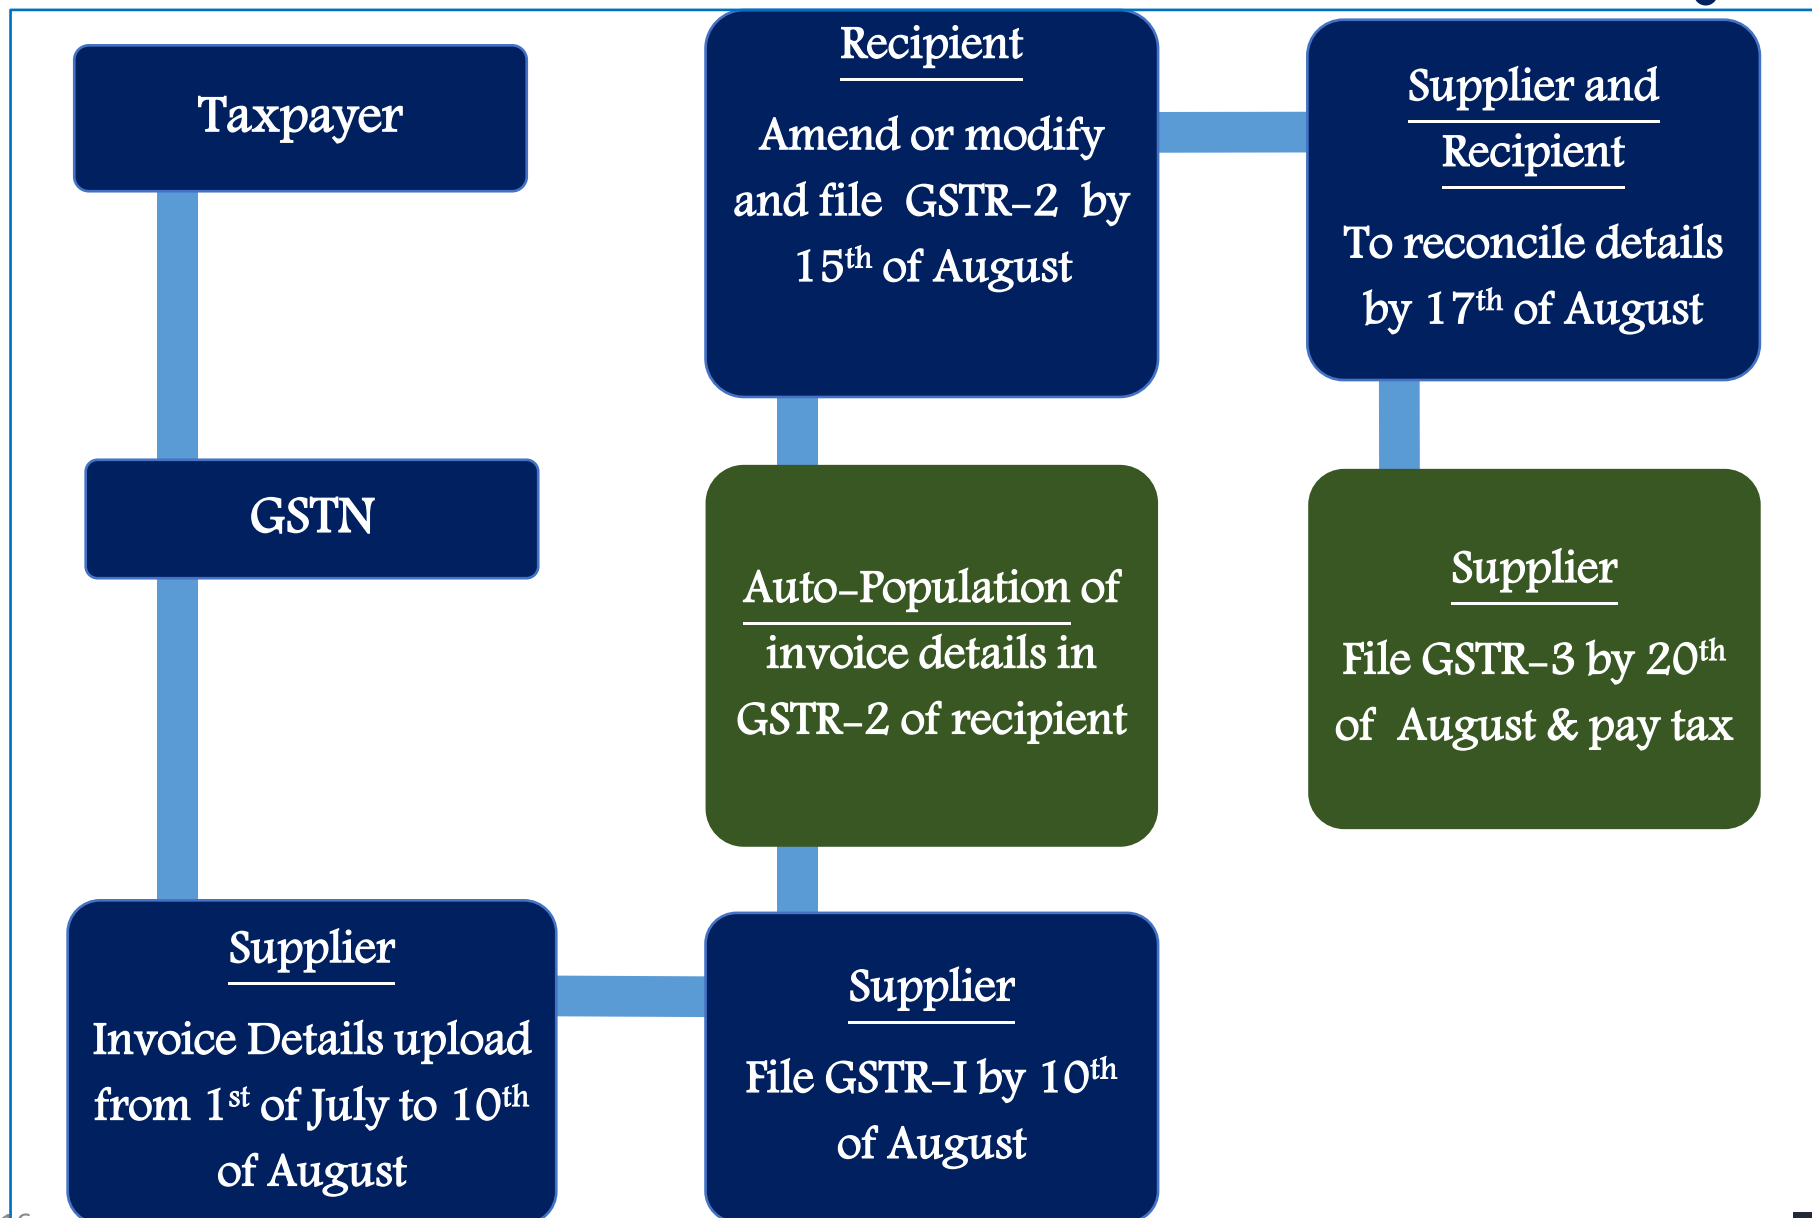 Taxpayer
GSTN
Supplier
Invoice Details upload
from 1st of July to 10th
of August
Supplier
File GSTR-I by 10th
of August
Auto-Population of
invoice details in
GSTR-2 of recipient
Recipient
Amend or modify
and file GSTR-2 by
15th of August
Supplier and
Recipient
To reconcile details
by 17th of August
Supplier
File GSTR-3 by 20th
of August & pay tax